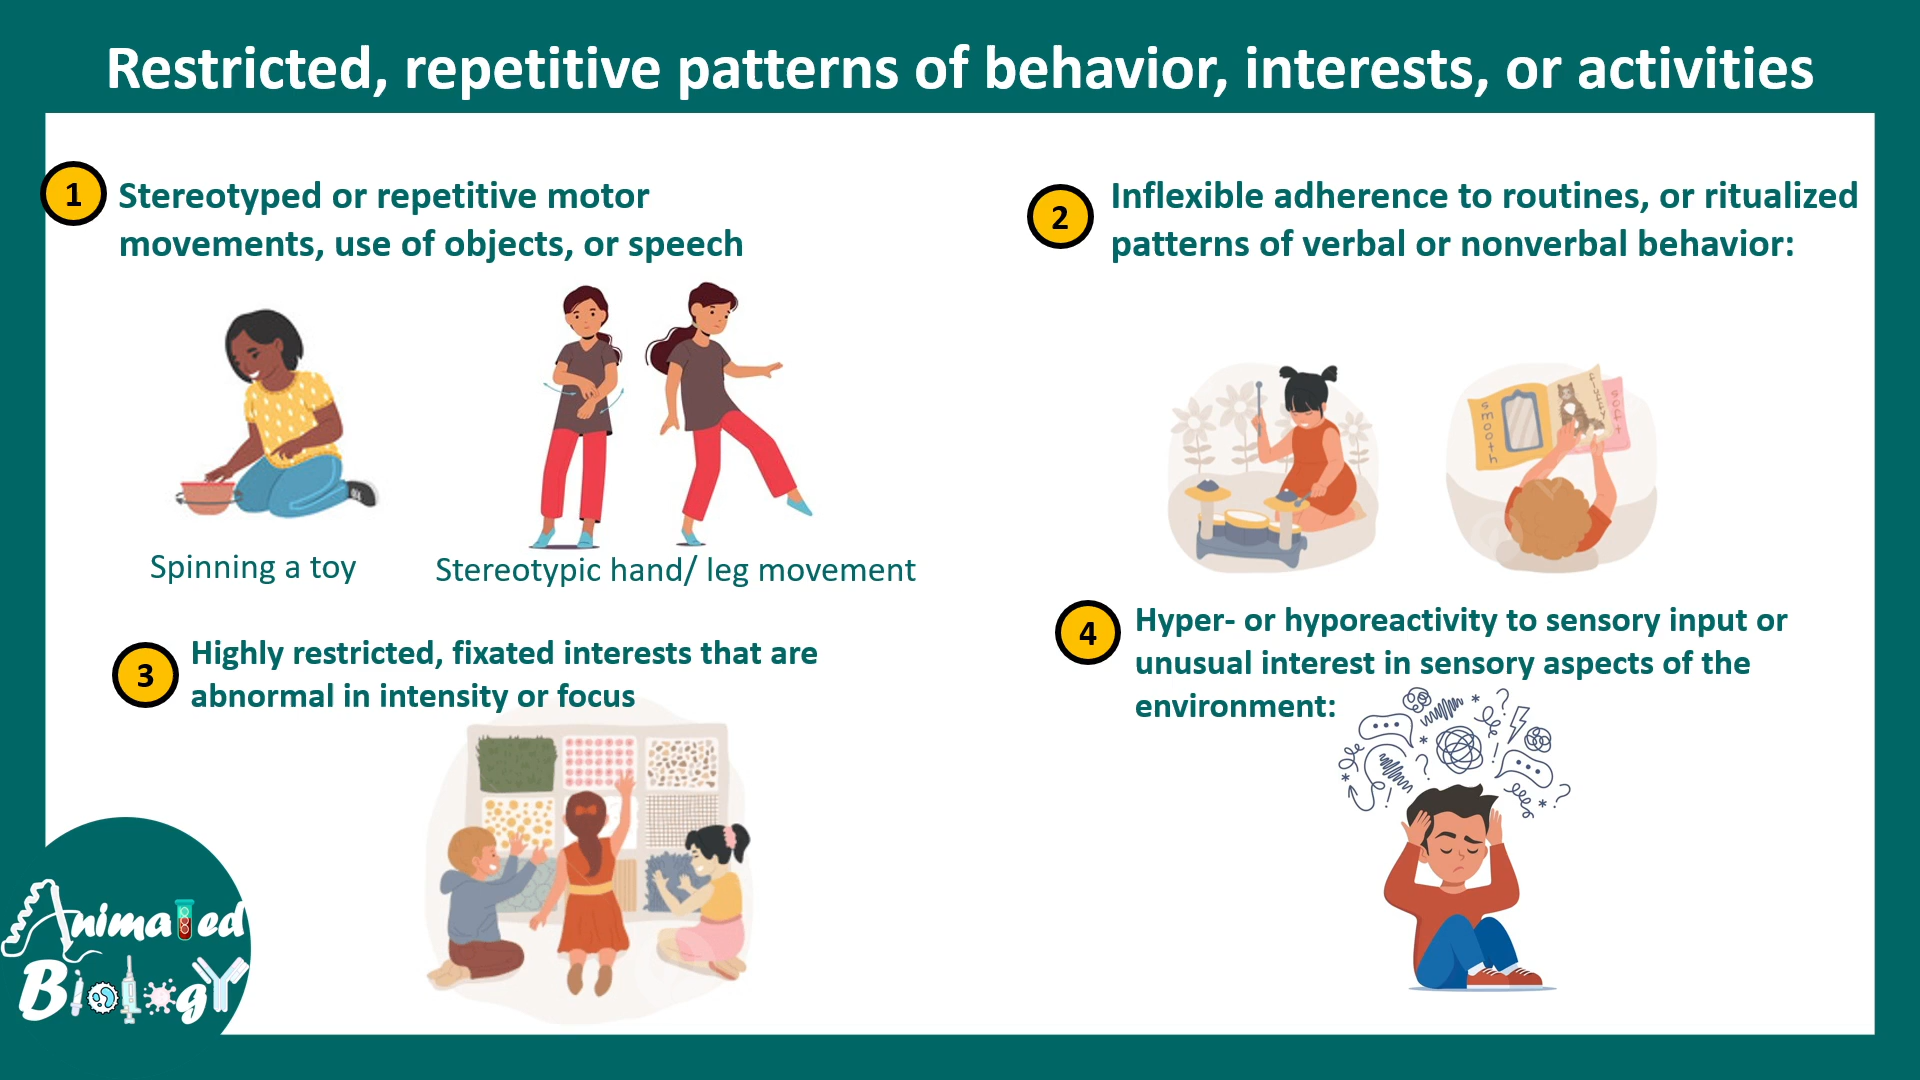 Restricted, repetitive patterns of behavior, interests, or activities
1
Stereotyped or repetitive motor
movements, use of objects, or speech
Spinning a toy
Stereotypic hand/ leg movement
2
Inflexible adherence to routines, or ritualized
patterns of verbal or nonverbal behavior:
smooth
fluffy
soft
3
Highly restricted, fixated interests that are
abnormal in intensity or focus
4
Hyper- or hyporeactivity to sensory input or
unusual interest in sensory aspects of the
environment:
Animated
BiologY